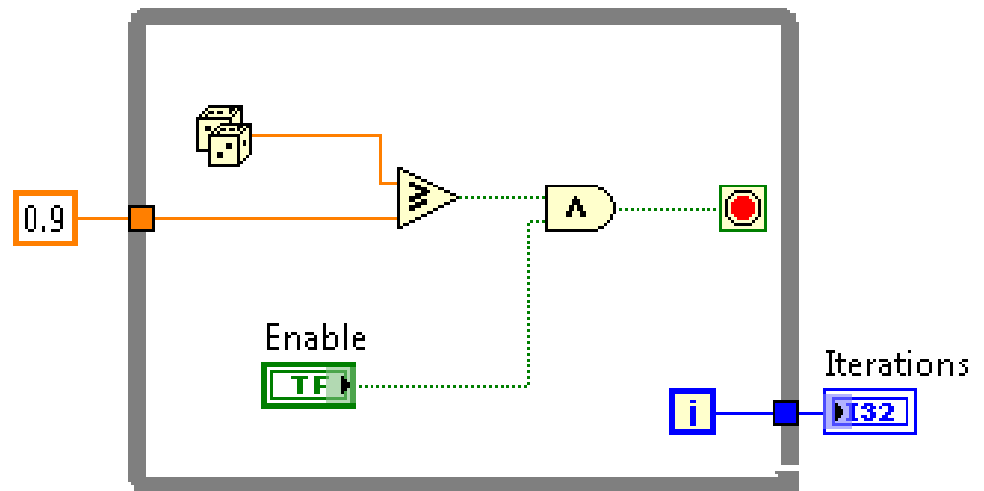 0.9
≥
∧
Enable
TF
Iterations
i
I32